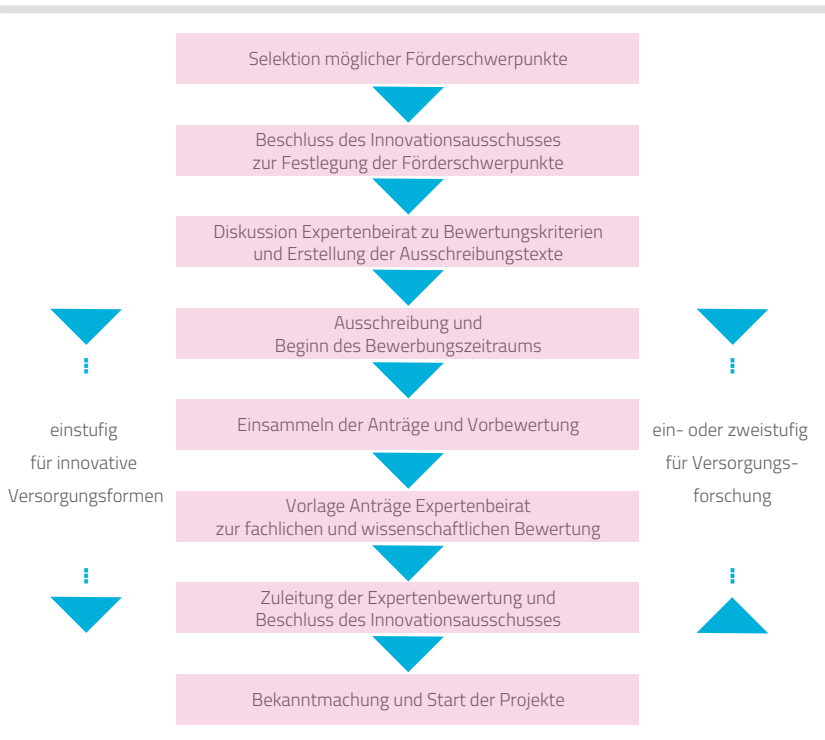 Selektion möglicher Förderschwerpunkte
Beschluss des Innovationsausschusses
zur Festlegung der Förderschwerpunkte
Diskussion Expertenbeirat zu Bewertungskriterien
und Erstellung der Ausschreibungstexte
Ausschreibung und
Beginn des Bewerbungszeitraums
Einsammeln der Anträge und Vorbewertung
Vorlage Anträge Expertenbeirat
zur fachlichen und wissenschaftlichen Bewertung
Zuleitung der Expertenbewertung und
Beschluss des Innovationsausschusses
Bekanntmachung und Start der Projekte
einstufig
für innovative
Versorgungsformen
ein- oder zweistufig
für Versorgungs-
forschung